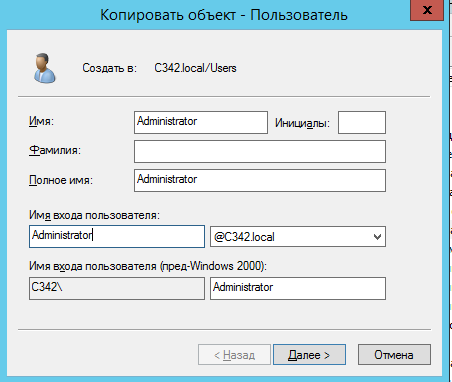 Копировать объект - Пользователь
x
Создать в: C342.local/Users
Имя: Administrator Инициалы:
Фамилия:
Полное имя: Administrator
Имя входа пользователя:
Administrator @C342.local
Имя входа пользователя (пред-Windows 2000):
C342\ Administrator
< Назад Далее > Отмена